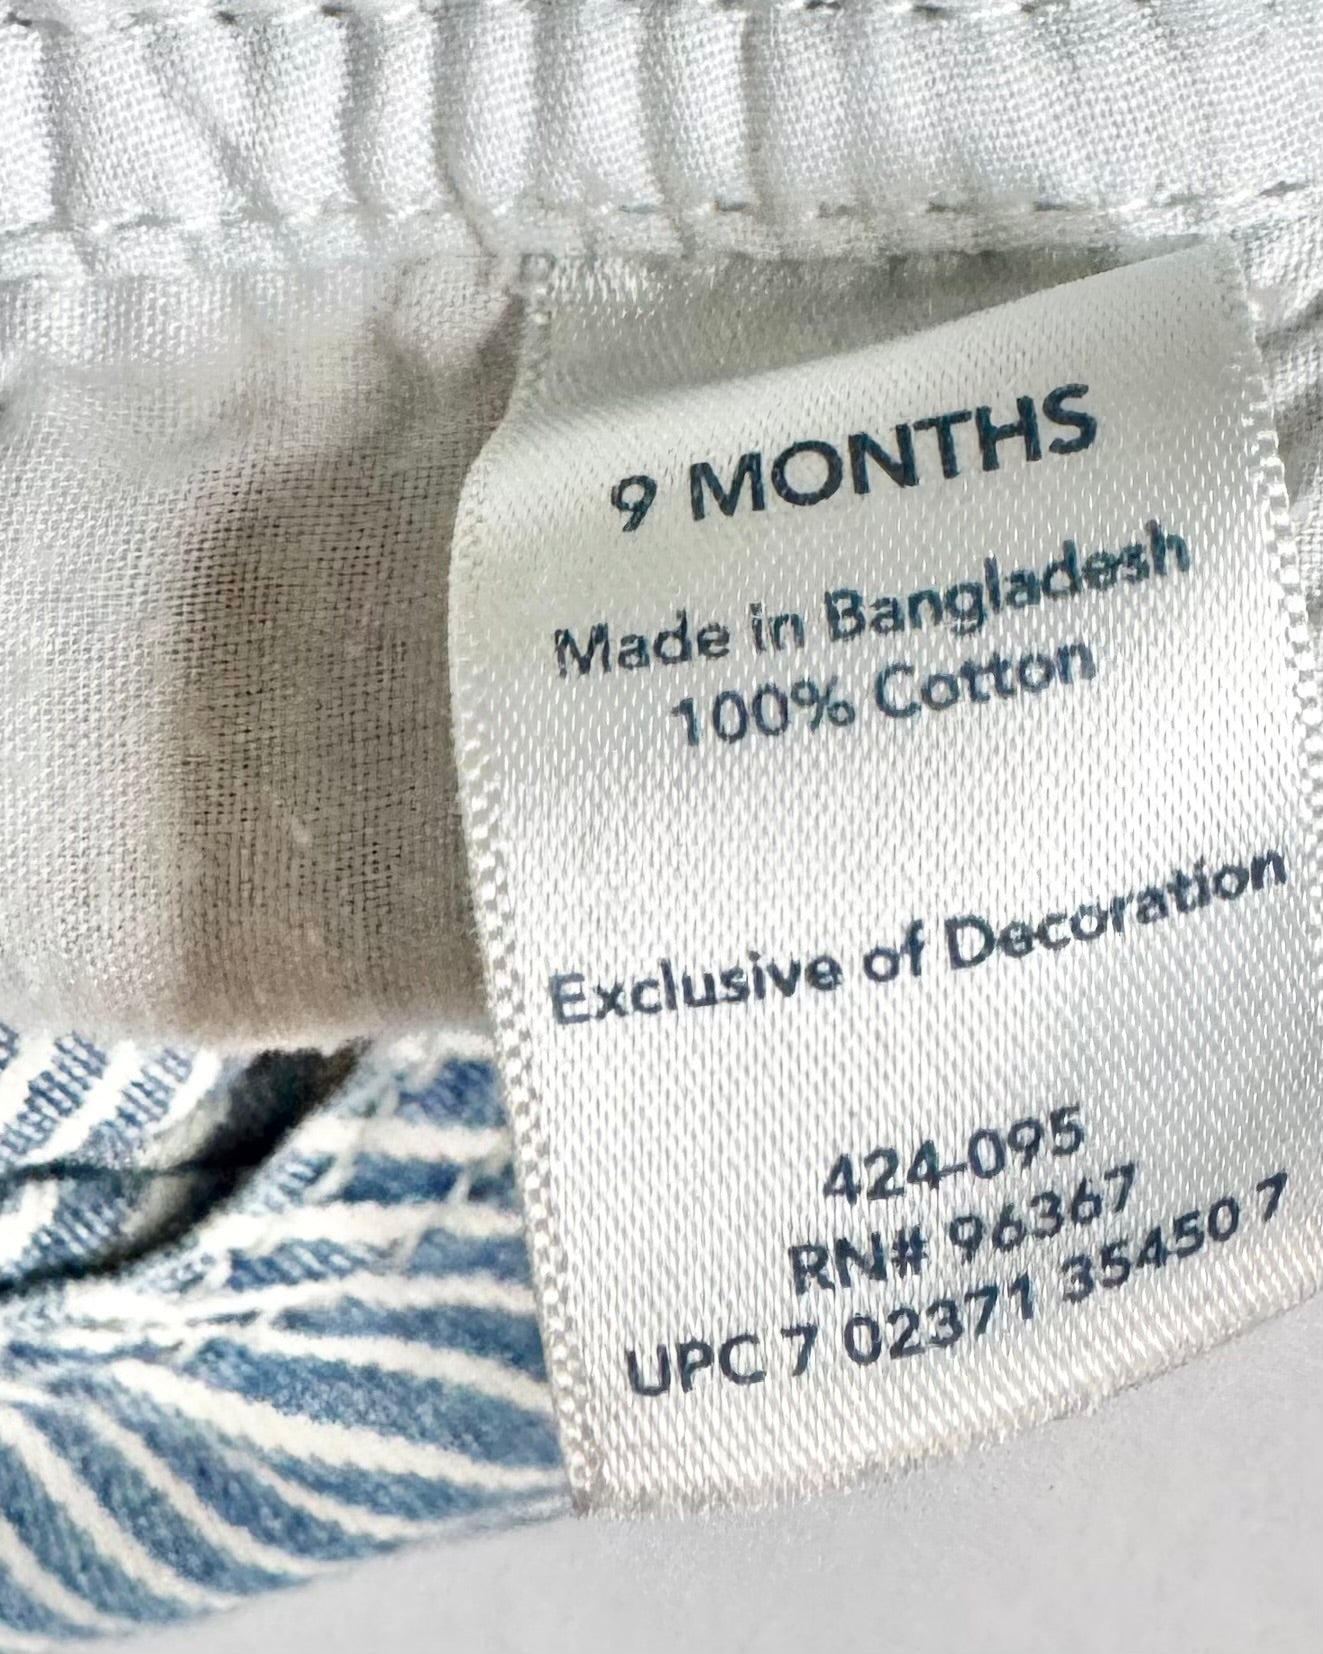 9 MONTHS
Made in Bangladesh
100% Cotton
Exclusive of Decoration
424-095
RN# 96367
UPC 7 02371 35450 7